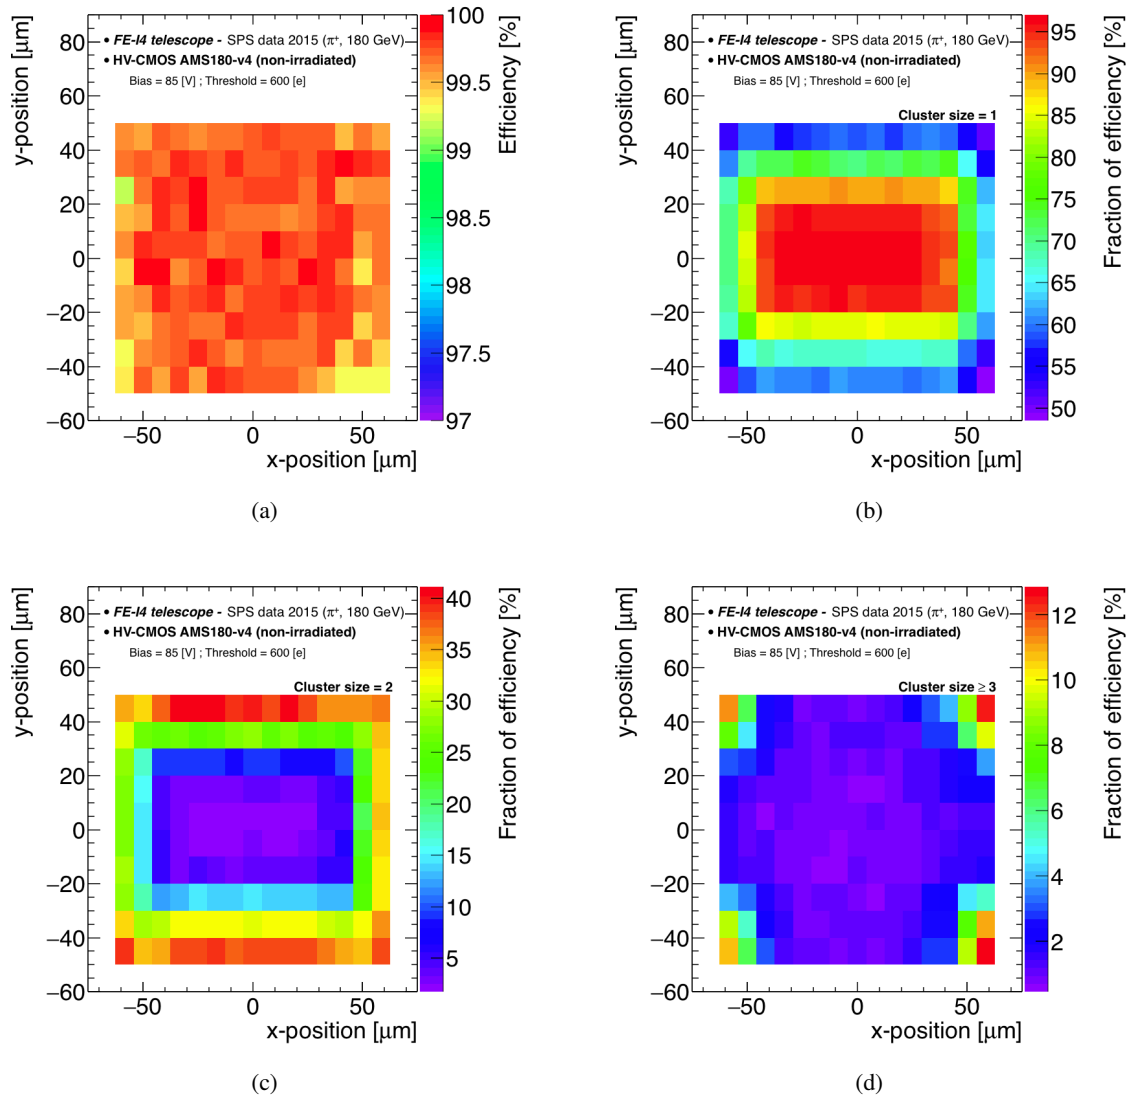 y-position [μm]
80
60
40
20
0
−20
−40
−60
• FE-I4 telescope - SPS data 2015 (π+, 180 GeV)
• HV-CMOS AMS180-v4 (non-irradiated)
Bias = 85 [V] ; Threshold = 600 [e]
−50 0 50
x-position [μm]
100
99.5
99
98.5
98
97.5
97
Efficiency [%]
(a)
y-position [μm]
80
60
40
20
0
−20
−40
−60
• FE-I4 telescope - SPS data 2015 (π+, 180 GeV)
• HV-CMOS AMS180-v4 (non-irradiated)
Bias = 85 [V] ; Threshold = 600 [e]
Cluster size = 1
−50 0 50
x-position [μm]
95
90
85
80
75
70
65
60
55
50
Fraction of efficiency [%]
(b)
y-position [μm]
80
60
40
20
0
−20
−40
−60
• FE-I4 telescope - SPS data 2015 (π+, 180 GeV)
• HV-CMOS AMS180-v4 (non-irradiated)
Bias = 85 [V] ; Threshold = 600 [e]
Cluster size = 2
−50 0 50
x-position [μm]
40
35
30
25
20
15
10
5
Fraction of efficiency [%]
(c)
y-position [μm]
80
60
40
20
0
−20
−40
−60
• FE-I4 telescope - SPS data 2015 (π+, 180 GeV)
• HV-CMOS AMS180-v4 (non-irradiated)
Bias = 85 [V] ; Threshold = 600 [e]
Cluster size ≥ 3
−50 0 50
x-position [μm]
12
10
8
6
4
2
Fraction of efficiency [%]
(d)